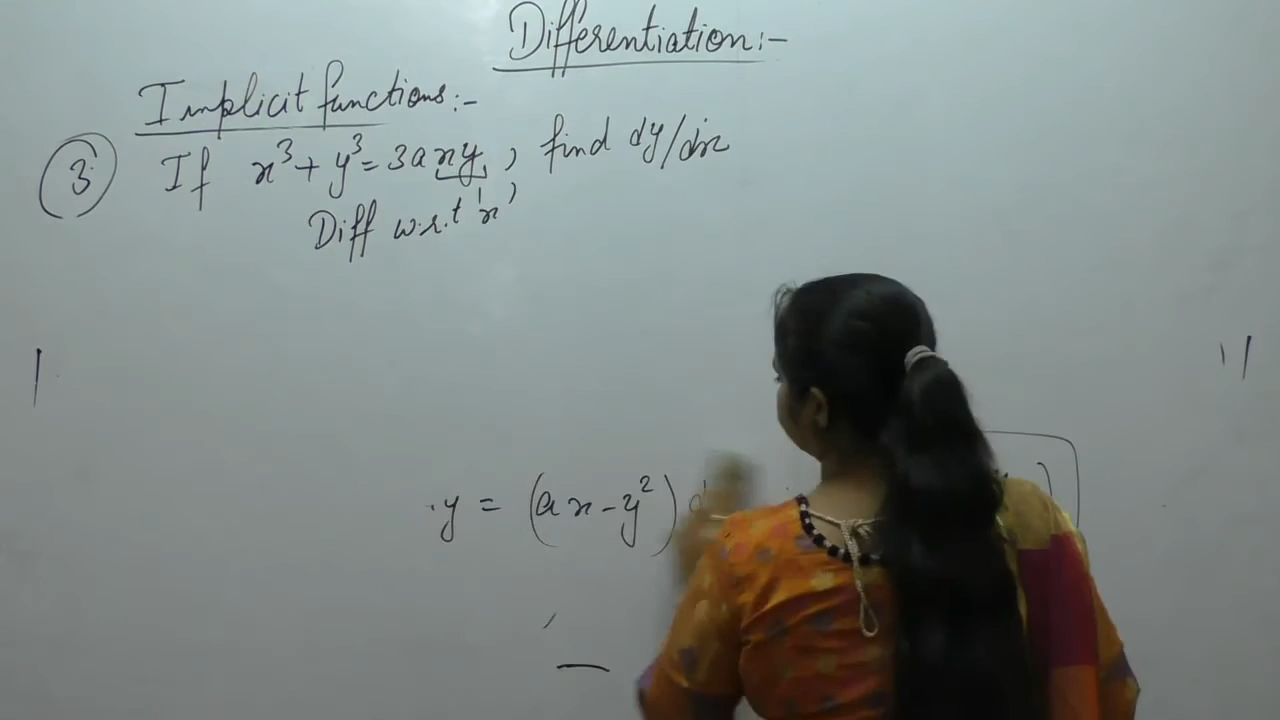 Differentiation:-
Implicit functions:-
③ If x³ + y³ = 3axy, find dy/dx
Diff w.r.t 'x'
y = (ax - y²) d